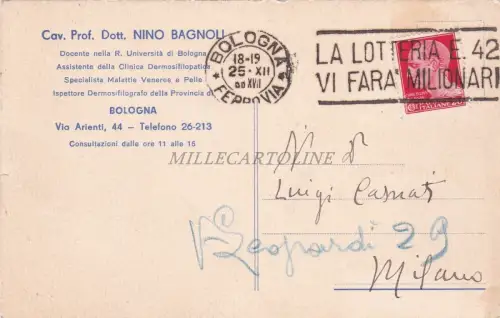 Cav. Prof. Dott. NINO BAGNOLI
Docente nella R. Università di Bologna
Assistente della Clinica Dermosifilopatica
Specialista Malattie Veneree e Pelle
Ispettore Dermosifilografo della Provincia di
BOLOGNA
Via Arienti, 44 - Telefono 26-213
Consultazioni dalle ore 11 alle 15
BOLOGNA
18-19
25·XII
XVII
FERROVIA
LA LOTTERIA E. 42
VI FARA' MILIONARI
MILLECARTOLINE
Luigi Casnati
V. Leopardi 29
Milano